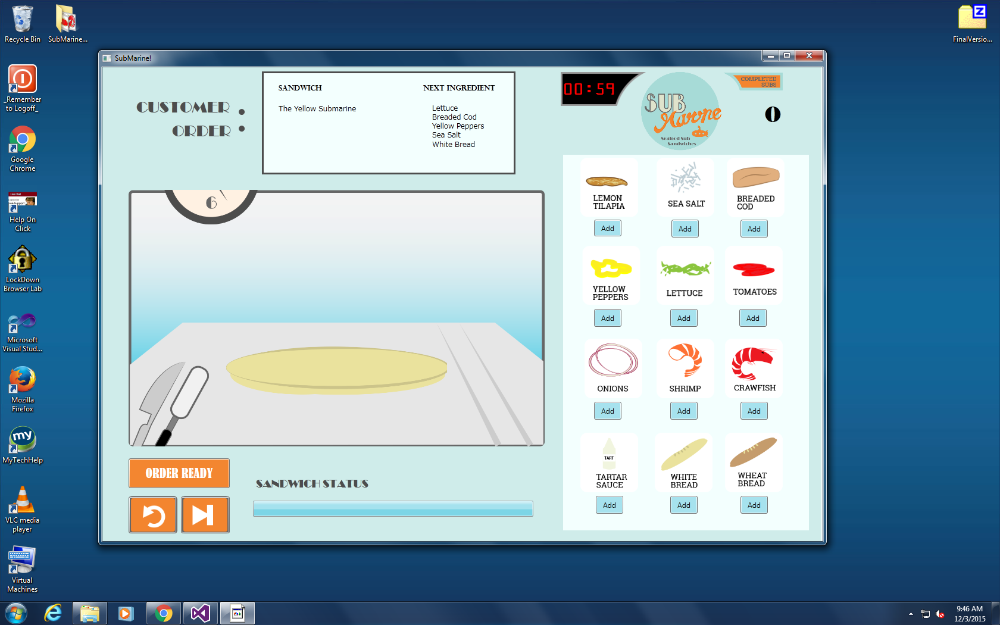 Recycle Bin
SubMarine...
FinalVersio...
_Remember
to Logoff_
Google
Chrome
Help On
Click
LockDown
Browser Lab
Microsoft
Visual Stud...
Mozilla
Firefox
MyTechHelp
VLC media
player
Virtual
Machines
SubMarine!
CUSTOMER :
ORDER
SANDWICH
NEXT INGREDIENT
The Yellow Submarine
Lettuce
Breaded Cod
Yellow Peppers
Sea Salt
White Bread
00:59
SUB
Marine
Seafood Sub
Sandwiches
COMPLETED
SUBS
0
6
LEMON
TILAPIA
SEA SALT
BREADED
COD
Add
Add
Add
YELLOW
PEPPERS
LETTUCE
TOMATOES
Add
Add
Add
ONIONS
SHRIMP
CRAWFISH
Add
Add
Add
TART
TARTAR
SAUCE
WHITE
BREAD
WHEAT
BREAD
Add
Add
Add
ORDER READY
SANDWICH STATUS
9:46 AM
12/3/2015